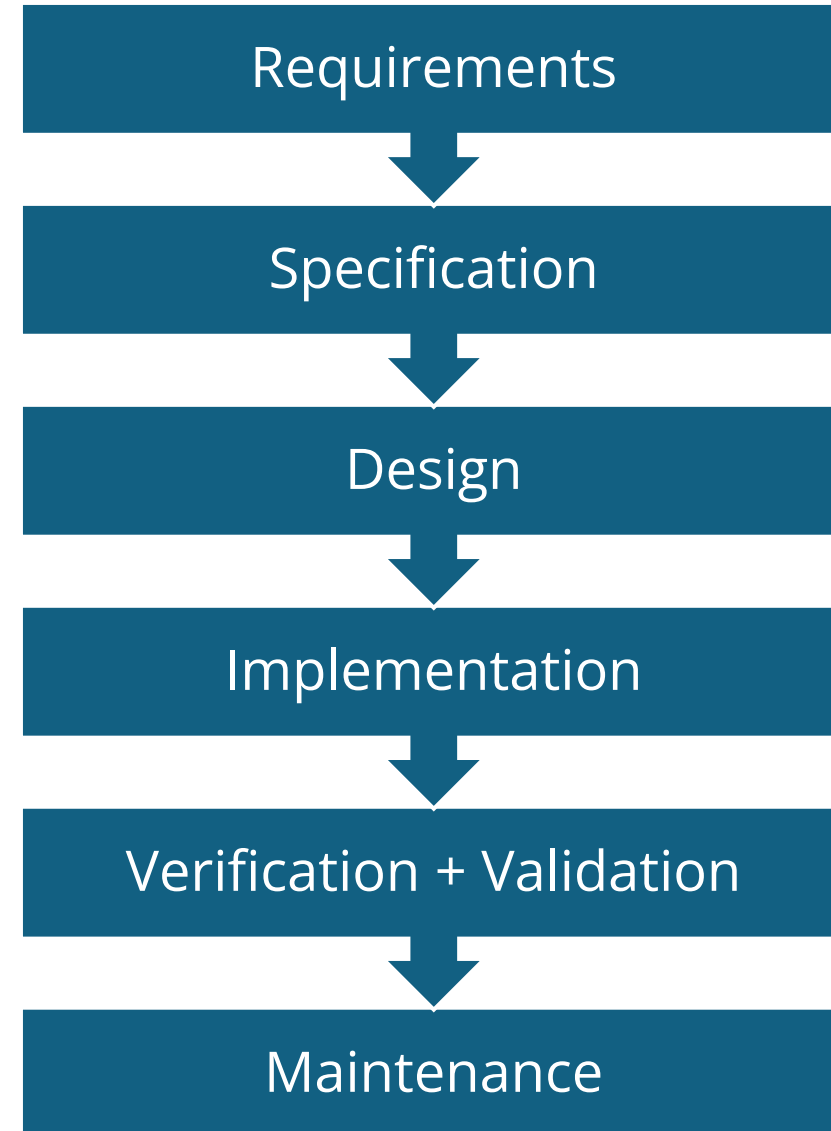 Requirements
Specification
Design
Implementation
Verification + Validation
Maintenance